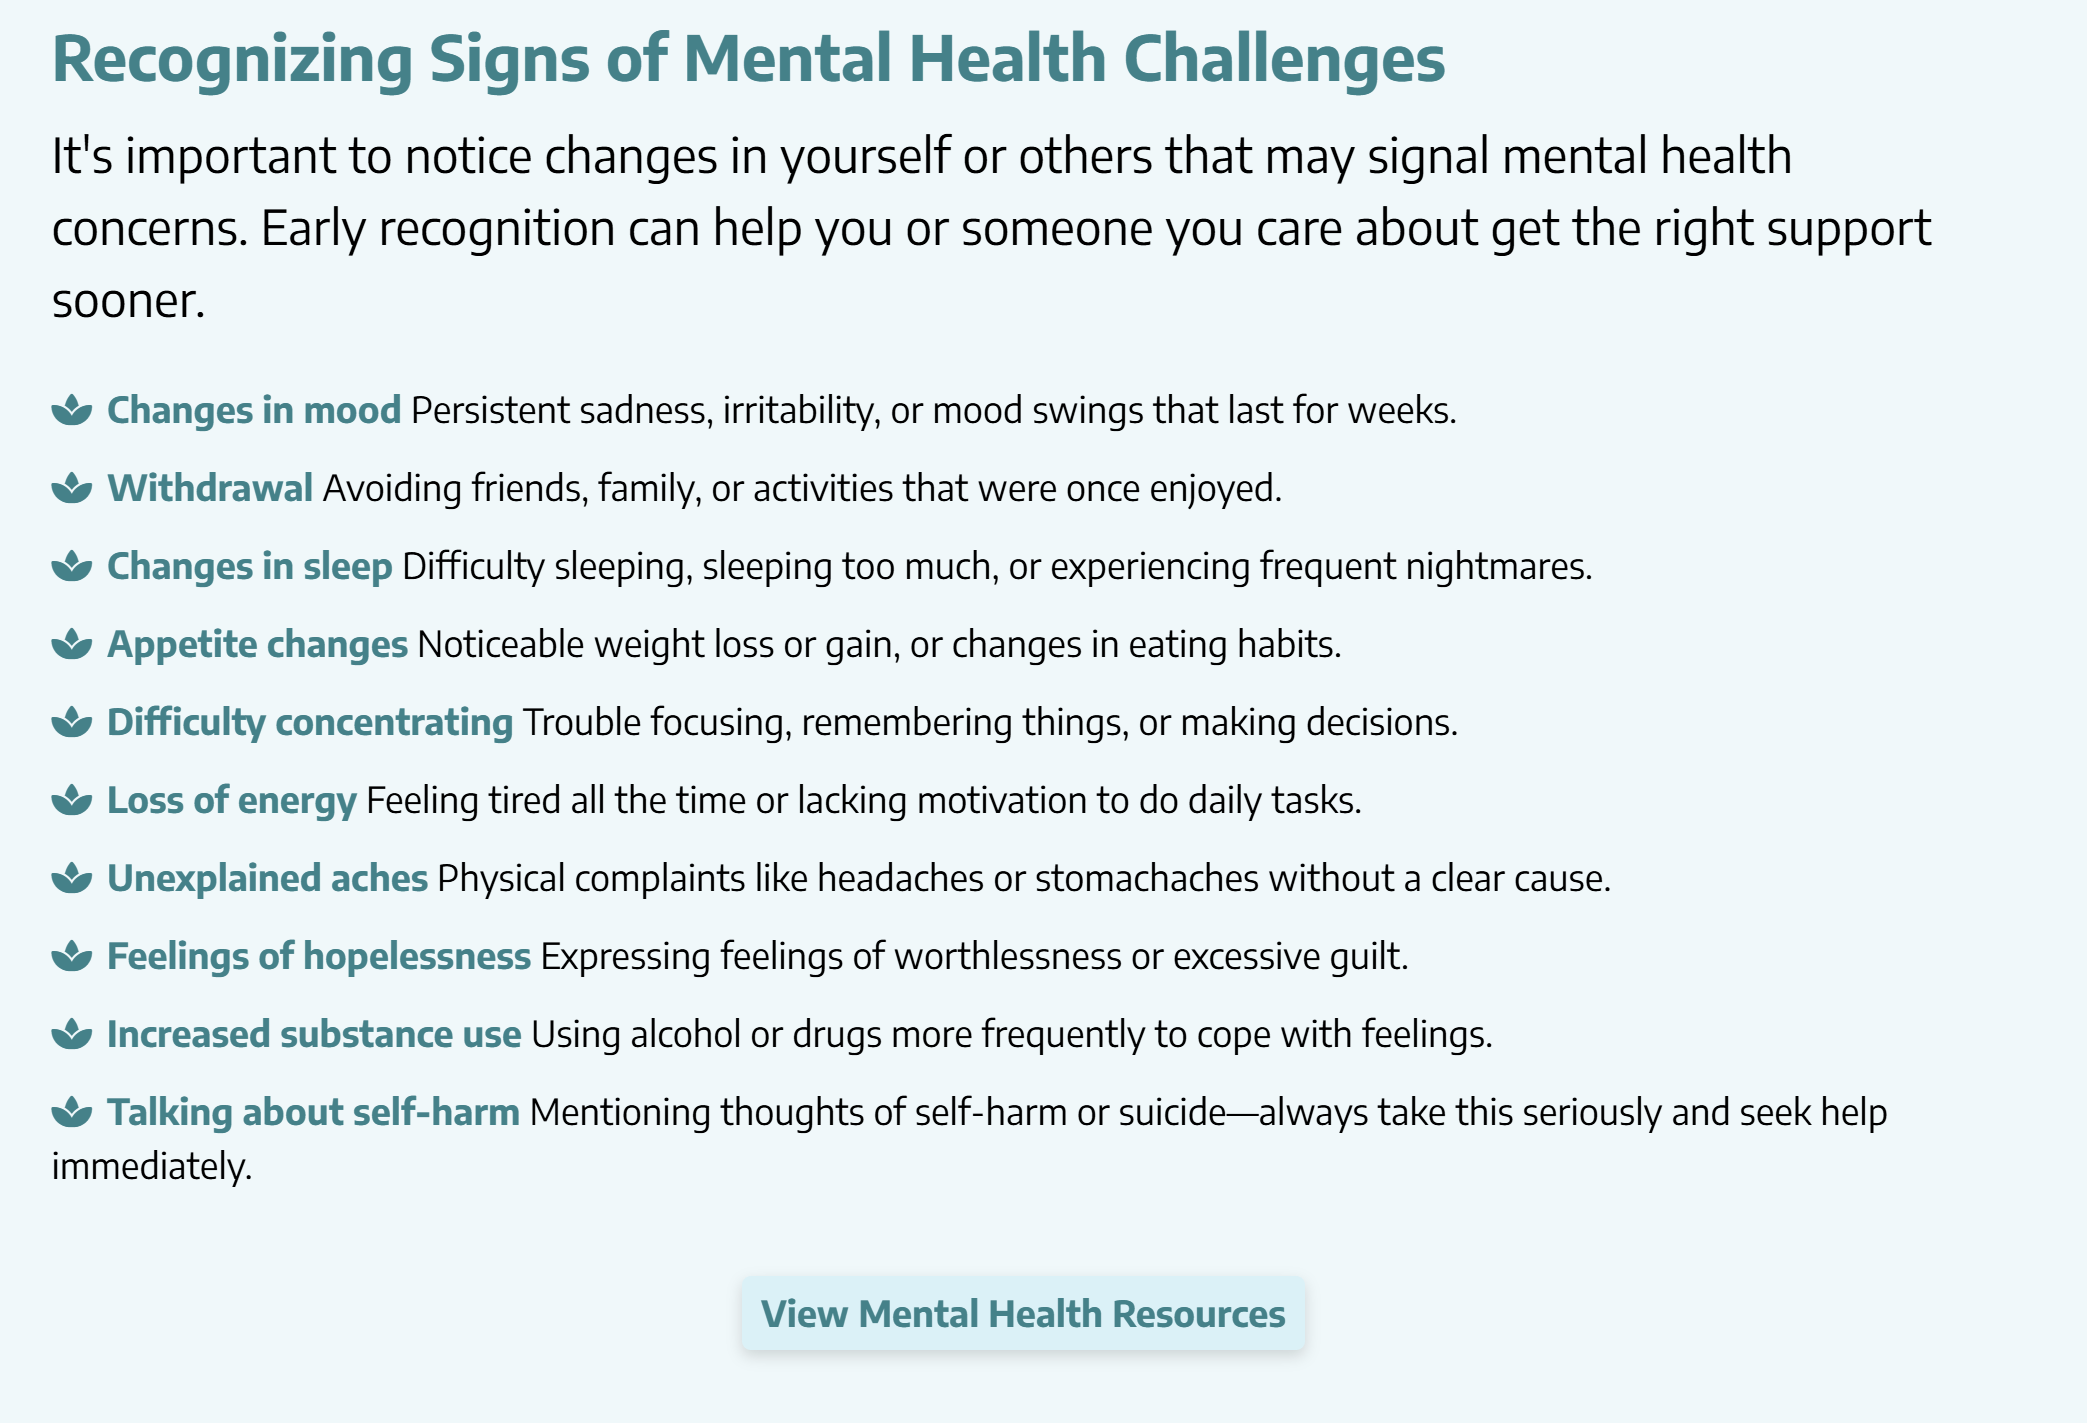 Recognizing Signs of Mental Health Challenges
It's important to notice changes in yourself or others that may signal mental health
concerns. Early recognition can help you or someone you care about get the right support
sooner.
Changes in mood Persistent sadness, irritability, or mood swings that last for weeks.
Withdrawal Avoiding friends, family, or activities that were once enjoyed.
Changes in sleep Difficulty sleeping, sleeping too much, or experiencing frequent nightmares.
Appetite changes Noticeable weight loss or gain, or changes in eating habits.
Difficulty concentrating Trouble focusing, remembering things, or making decisions.
Loss of energy Feeling tired all the time or lacking motivation to do daily tasks.
Unexplained aches Physical complaints like headaches or stomachaches without a clear cause.
Feelings of hopelessness Expressing feelings of worthlessness or excessive guilt.
Increased substance use Using alcohol or drugs more frequently to cope with feelings.
Talking about self-harm Mentioning thoughts of self-harm or suicide—always take this seriously and seek help
immediately.
View Mental Health Resources